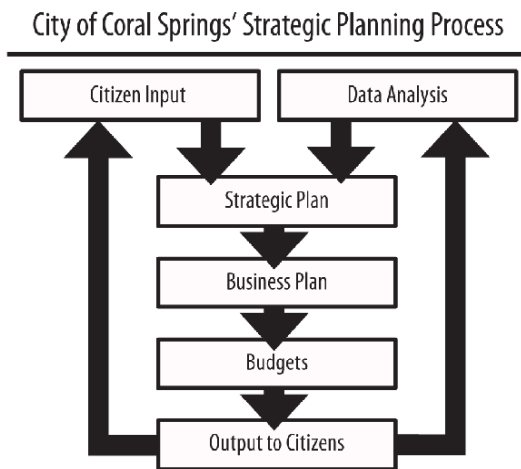 City of Coral Springs’ Strategic Planning Process
Citizen Input
Data Analysis
Strategic Plan
Business Plan
Budgets
Output to Citizens